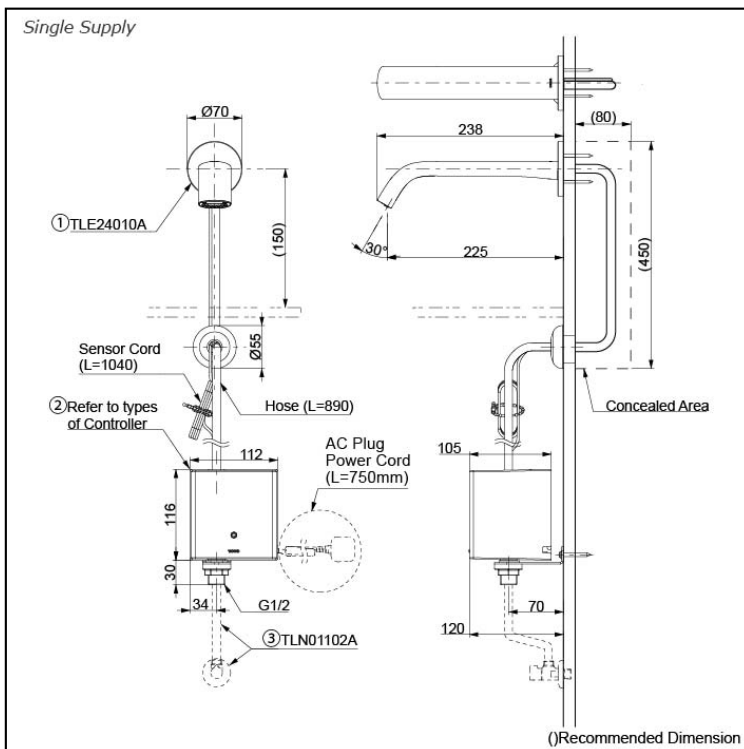 Single Supply
Ø70
238
(80)
①TLE24010A
(150)
30°
225
(450)
Ø55
Sensor Cord
(L=1040)
②Refer to types
of Controller
Hose (L=890)
Concealed Area
112
AC Plug
Power Cord
(L=750mm)
105
116
30
34
G1/2
70
③TLN01102A
120
()Recommended Dimension